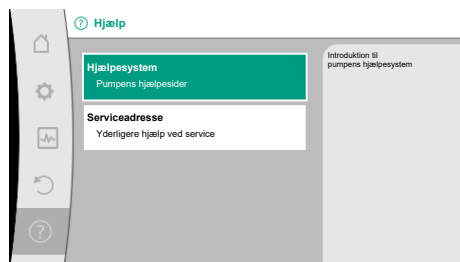 ? Hjælp
Hjælpesystem
Pumpens hjælpesider
Serviceadresse
Yderligere hjælp ved service
Introduktion til
pumpens hjælpesystem
?